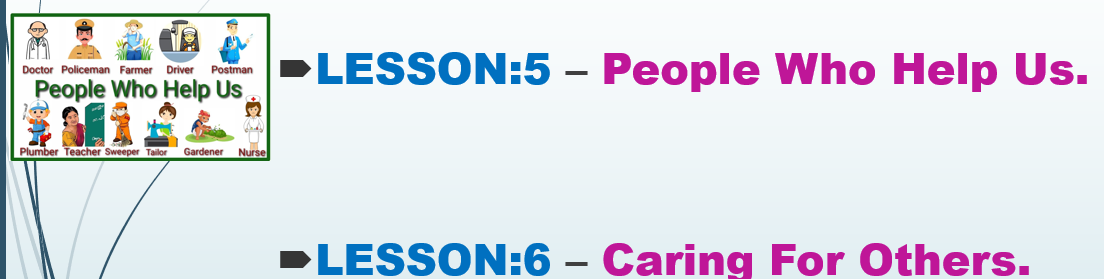 Doctor Policeman Farmer Driver Postman
People Who Help Us
Plumber Teacher Sweeper Tailor Gardener Nurse
LESSON:5 – People Who Help Us.
LESSON:6 – Caring For Others.